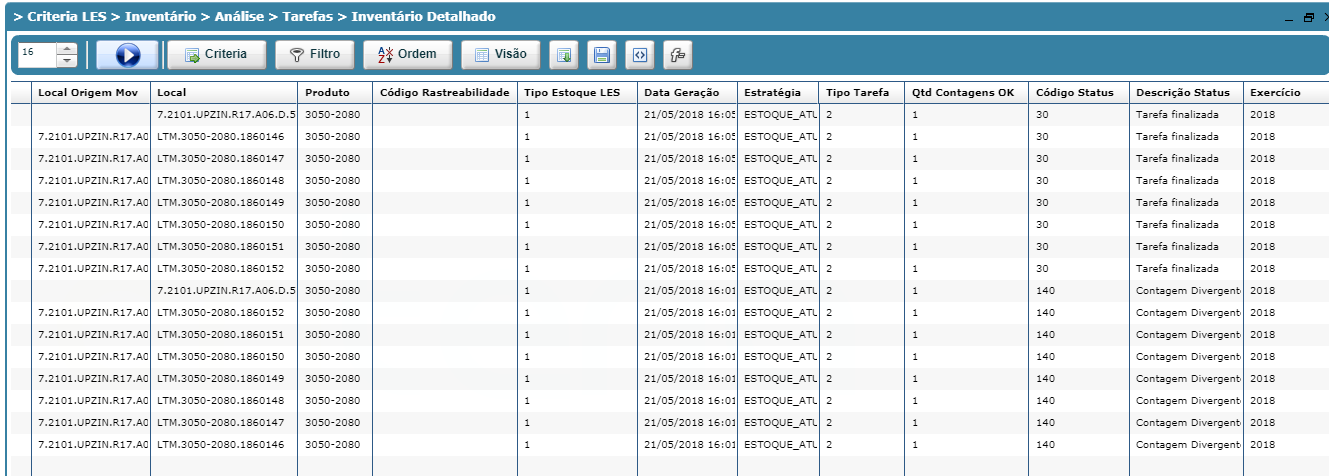 > Criteria LES > Inventário > Análise > Tarefas > Inventário Detalhado
16 Criteria Filtro Ordem Visão
Local Origem Mov Local Produto Código Rastreabilidade Tipo Estoque LES Data Geração Estratégia Tipo Tarefa Qtd Contagens OK Código Status Descrição Status Exercício
7.2101.UPZIN.R17.A06.D.5 3050-2080 1 21/05/2018 16:05 ESTOQUE_ATU 2 1 30 Tarefa finalizada 2018
7.2101.UPZIN.R17.A0 LTM.3050-2080.1860146 3050-2080 1 21/05/2018 16:05 ESTOQUE_ATU 2 1 30 Tarefa finalizada 2018
7.2101.UPZIN.R17.A0 LTM.3050-2080.1860147 3050-2080 1 21/05/2018 16:05 ESTOQUE_ATU 2 1 30 Tarefa finalizada 2018
7.2101.UPZIN.R17.A0 LTM.3050-2080.1860148 3050-2080 1 21/05/2018 16:05 ESTOQUE_ATU 2 1 30 Tarefa finalizada 2018
7.2101.UPZIN.R17.A0 LTM.3050-2080.1860149 3050-2080 1 21/05/2018 16:05 ESTOQUE_ATU 2 1 30 Tarefa finalizada 2018
7.2101.UPZIN.R17.A0 LTM.3050-2080.1860150 3050-2080 1 21/05/2018 16:05 ESTOQUE_ATU 2 1 30 Tarefa finalizada 2018
7.2101.UPZIN.R17.A0 LTM.3050-2080.1860151 3050-2080 1 21/05/2018 16:05 ESTOQUE_ATU 2 1 30 Tarefa finalizada 2018
7.2101.UPZIN.R17.A0 LTM.3050-2080.1860152 3050-2080 1 21/05/2018 16:05 ESTOQUE_ATU 2 1 30 Tarefa finalizada 2018
7.2101.UPZIN.R17.A06.D.5 3050-2080 1 21/05/2018 16:01 ESTOQUE_ATU 2 1 140 Contagem Divergent 2018
7.2101.UPZIN.R17.A0 LTM.3050-2080.1860152 3050-2080 1 21/05/2018 16:01 ESTOQUE_ATU 2 1 140 Contagem Divergent 2018
7.2101.UPZIN.R17.A0 LTM.3050-2080.1860151 3050-2080 1 21/05/2018 16:01 ESTOQUE_ATU 2 1 140 Contagem Divergent 2018
7.2101.UPZIN.R17.A0 LTM.3050-2080.1860150 3050-2080 1 21/05/2018 16:01 ESTOQUE_ATU 2 1 140 Contagem Divergent 2018
7.2101.UPZIN.R17.A0 LTM.3050-2080.1860149 3050-2080 1 21/05/2018 16:01 ESTOQUE_ATU 2 1 140 Contagem Divergent 2018
7.2101.UPZIN.R17.A0 LTM.3050-2080.1860148 3050-2080 1 21/05/2018 16:01 ESTOQUE_ATU 2 1 140 Contagem Divergent 2018
7.2101.UPZIN.R17.A0 LTM.3050-2080.1860147 3050-2080 1 21/05/2018 16:01 ESTOQUE_ATU 2 1 140 Contagem Divergent 2018
7.2101.UPZIN.R17.A0 LTM.3050-2080.1860146 3050-2080 1 21/05/2018 16:01 ESTOQUE_ATU 2 1 140 Contagem Divergent 2018